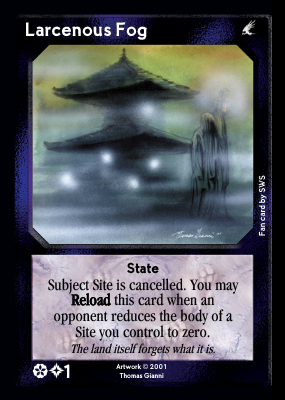 Larcenous Fog
Thomas Gianni
Fan card by SWS
State
Subject Site is cancelled. You may
Reload this card when an
opponent reduces the body of a
Site you control to zero.
The land itself forgets what it is.
1
Artwork © 2001
Thomas Gianni